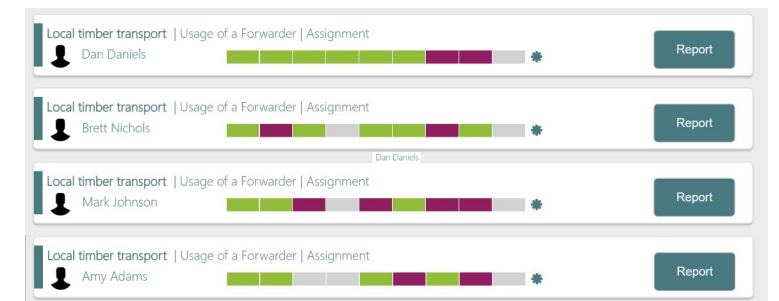 Local timber transport | Usage of a Forwarder | Assignment
Dan Daniels
Report
Local timber transport | Usage of a Forwarder | Assignment
Brett Nichols
Report
Dan Daniels
Local timber transport | Usage of a Forwarder | Assignment
Mark Johnson
Report
Local timber transport | Usage of a Forwarder | Assignment
Amy Adams
Report